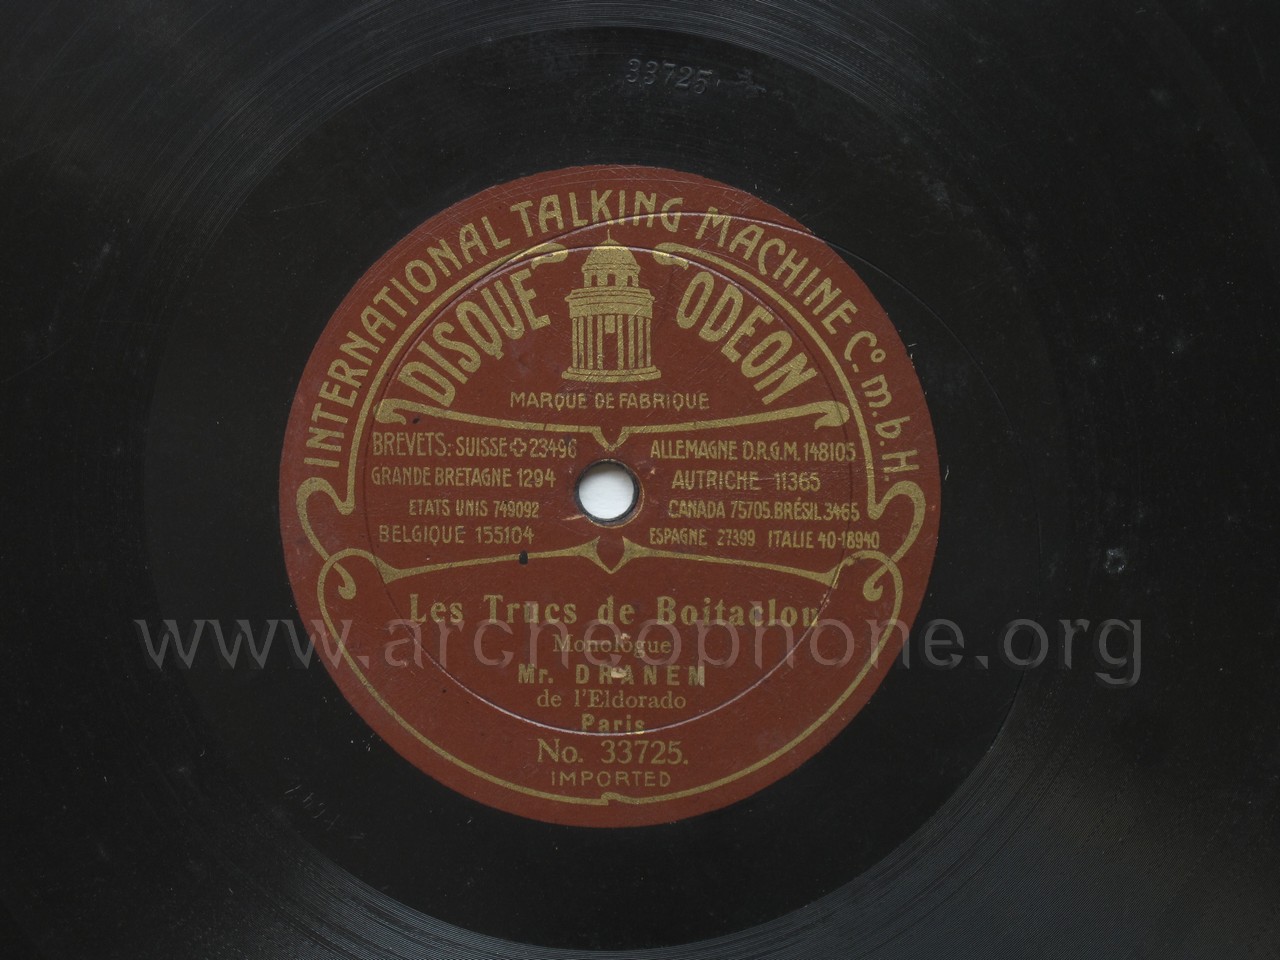 33725
INTERNATIONAL TALKING MACHINE Co. m.b.H.
DISQUE ODEON
MARQUE DE FABRIQUE
BREVETS: SUISSE 23496 ALLEMAGNE D.R.G.M. 148105
GRANDE BRETAGNE 1294 AUTRICHE 11365
ETATS UNIS 749092 CANADA 75705. BRÉSIL 3465
BELGIQUE 155104 ESPAGNE 27399 ITALIE 40-18940
Les Trucs de Boitaclou
www.archeophone.org
Monologue
Mr. DRANEM
de l'Eldorado
Paris
No. 33725.
IMPORTED